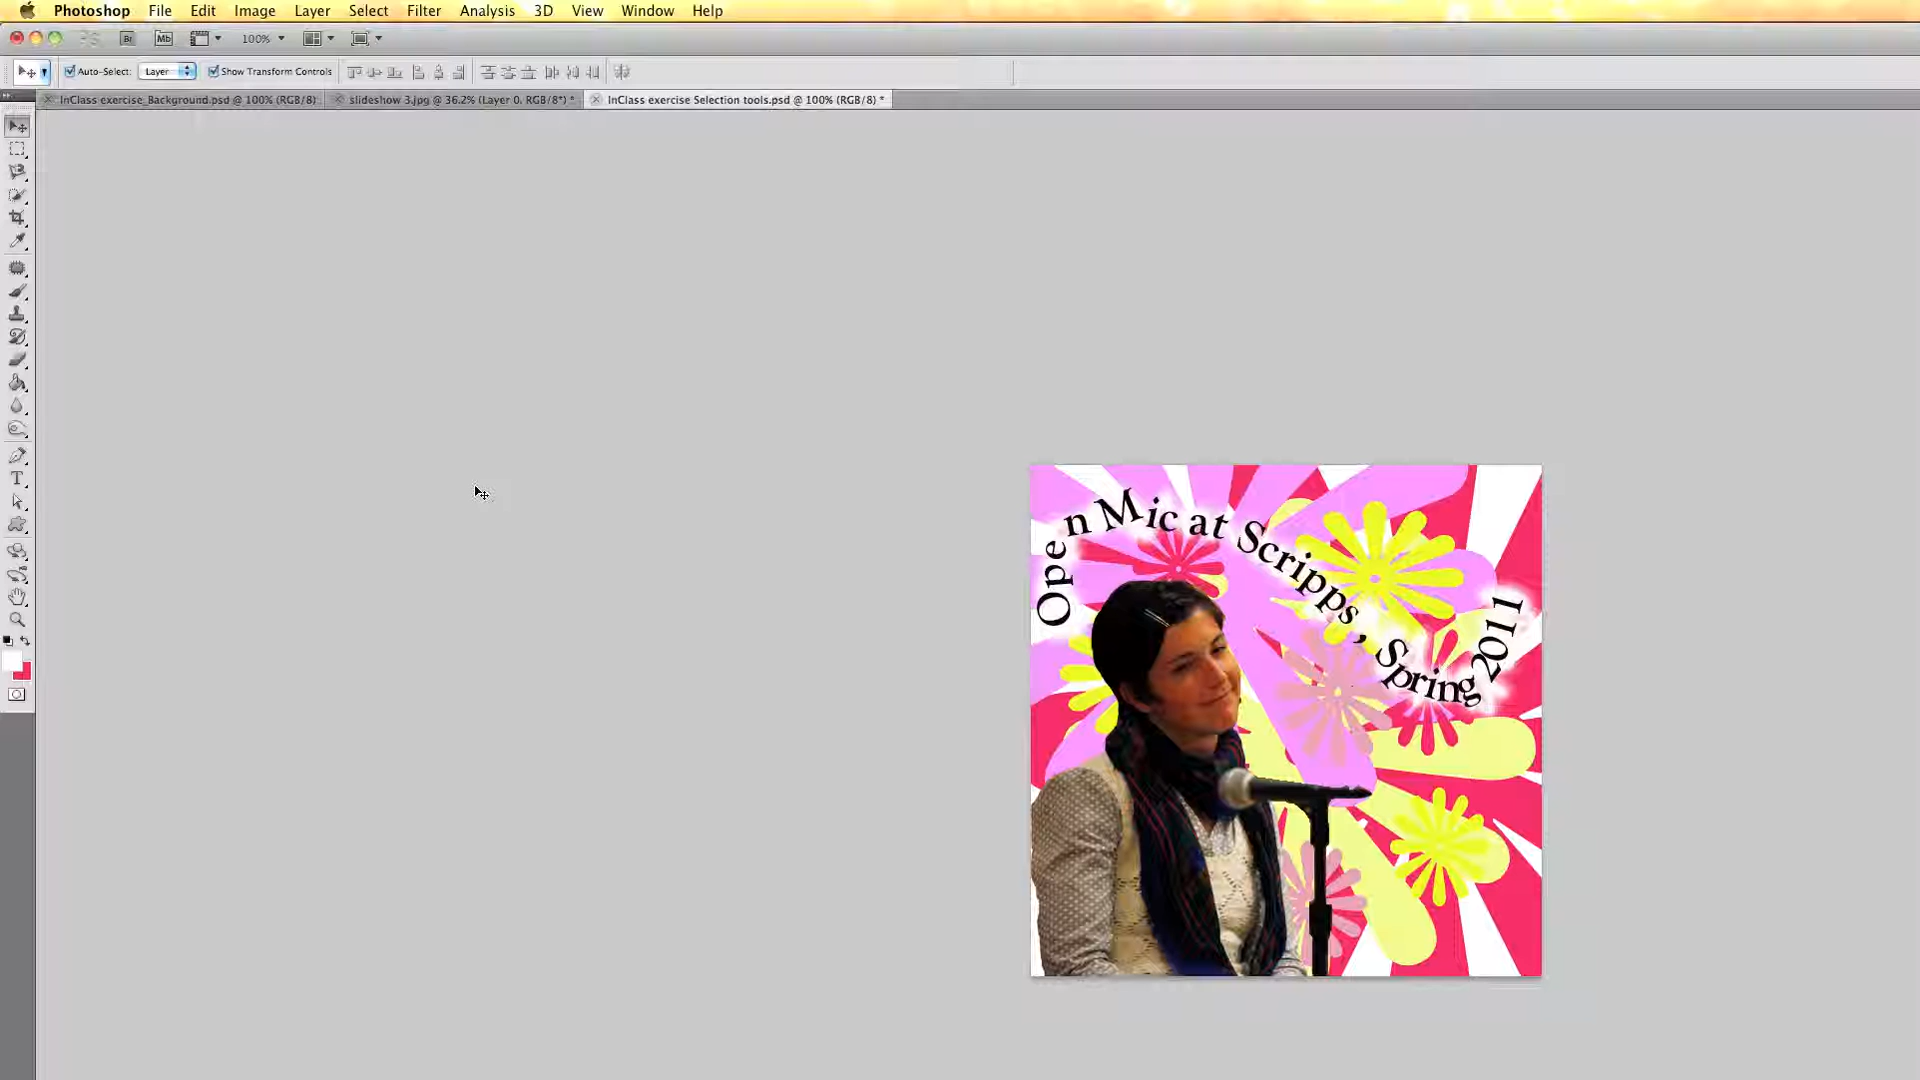 Photoshop File Edit Image Layer Select Filter Analysis 3D View Window Help
Br Mb 100%
Auto-Select: Layer Show Transform Controls
InClass exercise_Background.psd @ 100% (RGB/8) slideshow 3.jpg @ 36.2% (Layer 0, RGB/8*) * InClass exercise Selection tools.psd @ 100% (RGB/8) *
T
Open Mic at Scripps, Spring 2011